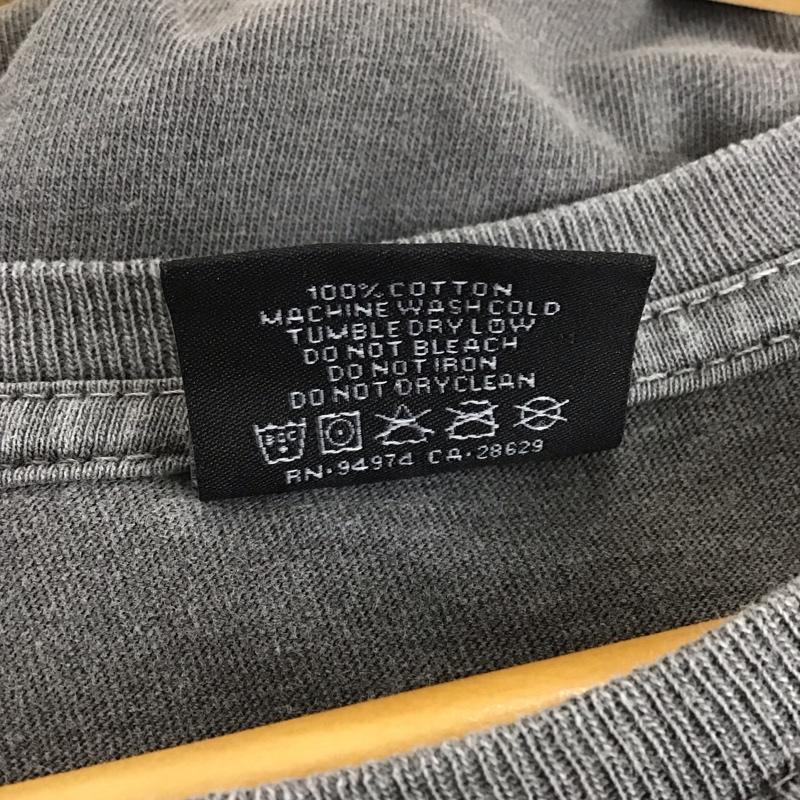 100% COTTON
MACHINE WASH COLD
TUMBLE DRY LOW
DO NOT BLEACH
DO NOT IRON
DO NOT DRYCLEAN
RN·94974 CA·28629